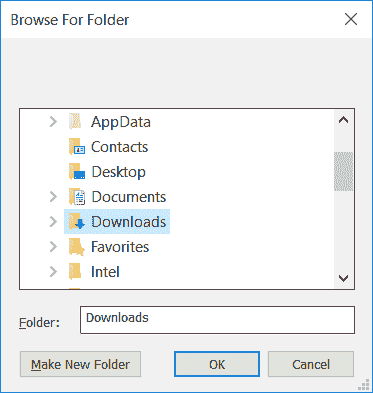 Browse For Folder
AppData
Contacts
Desktop
Documents
Downloads
Favorites
Intel
Folder: Downloads
Make New Folder OK Cancel